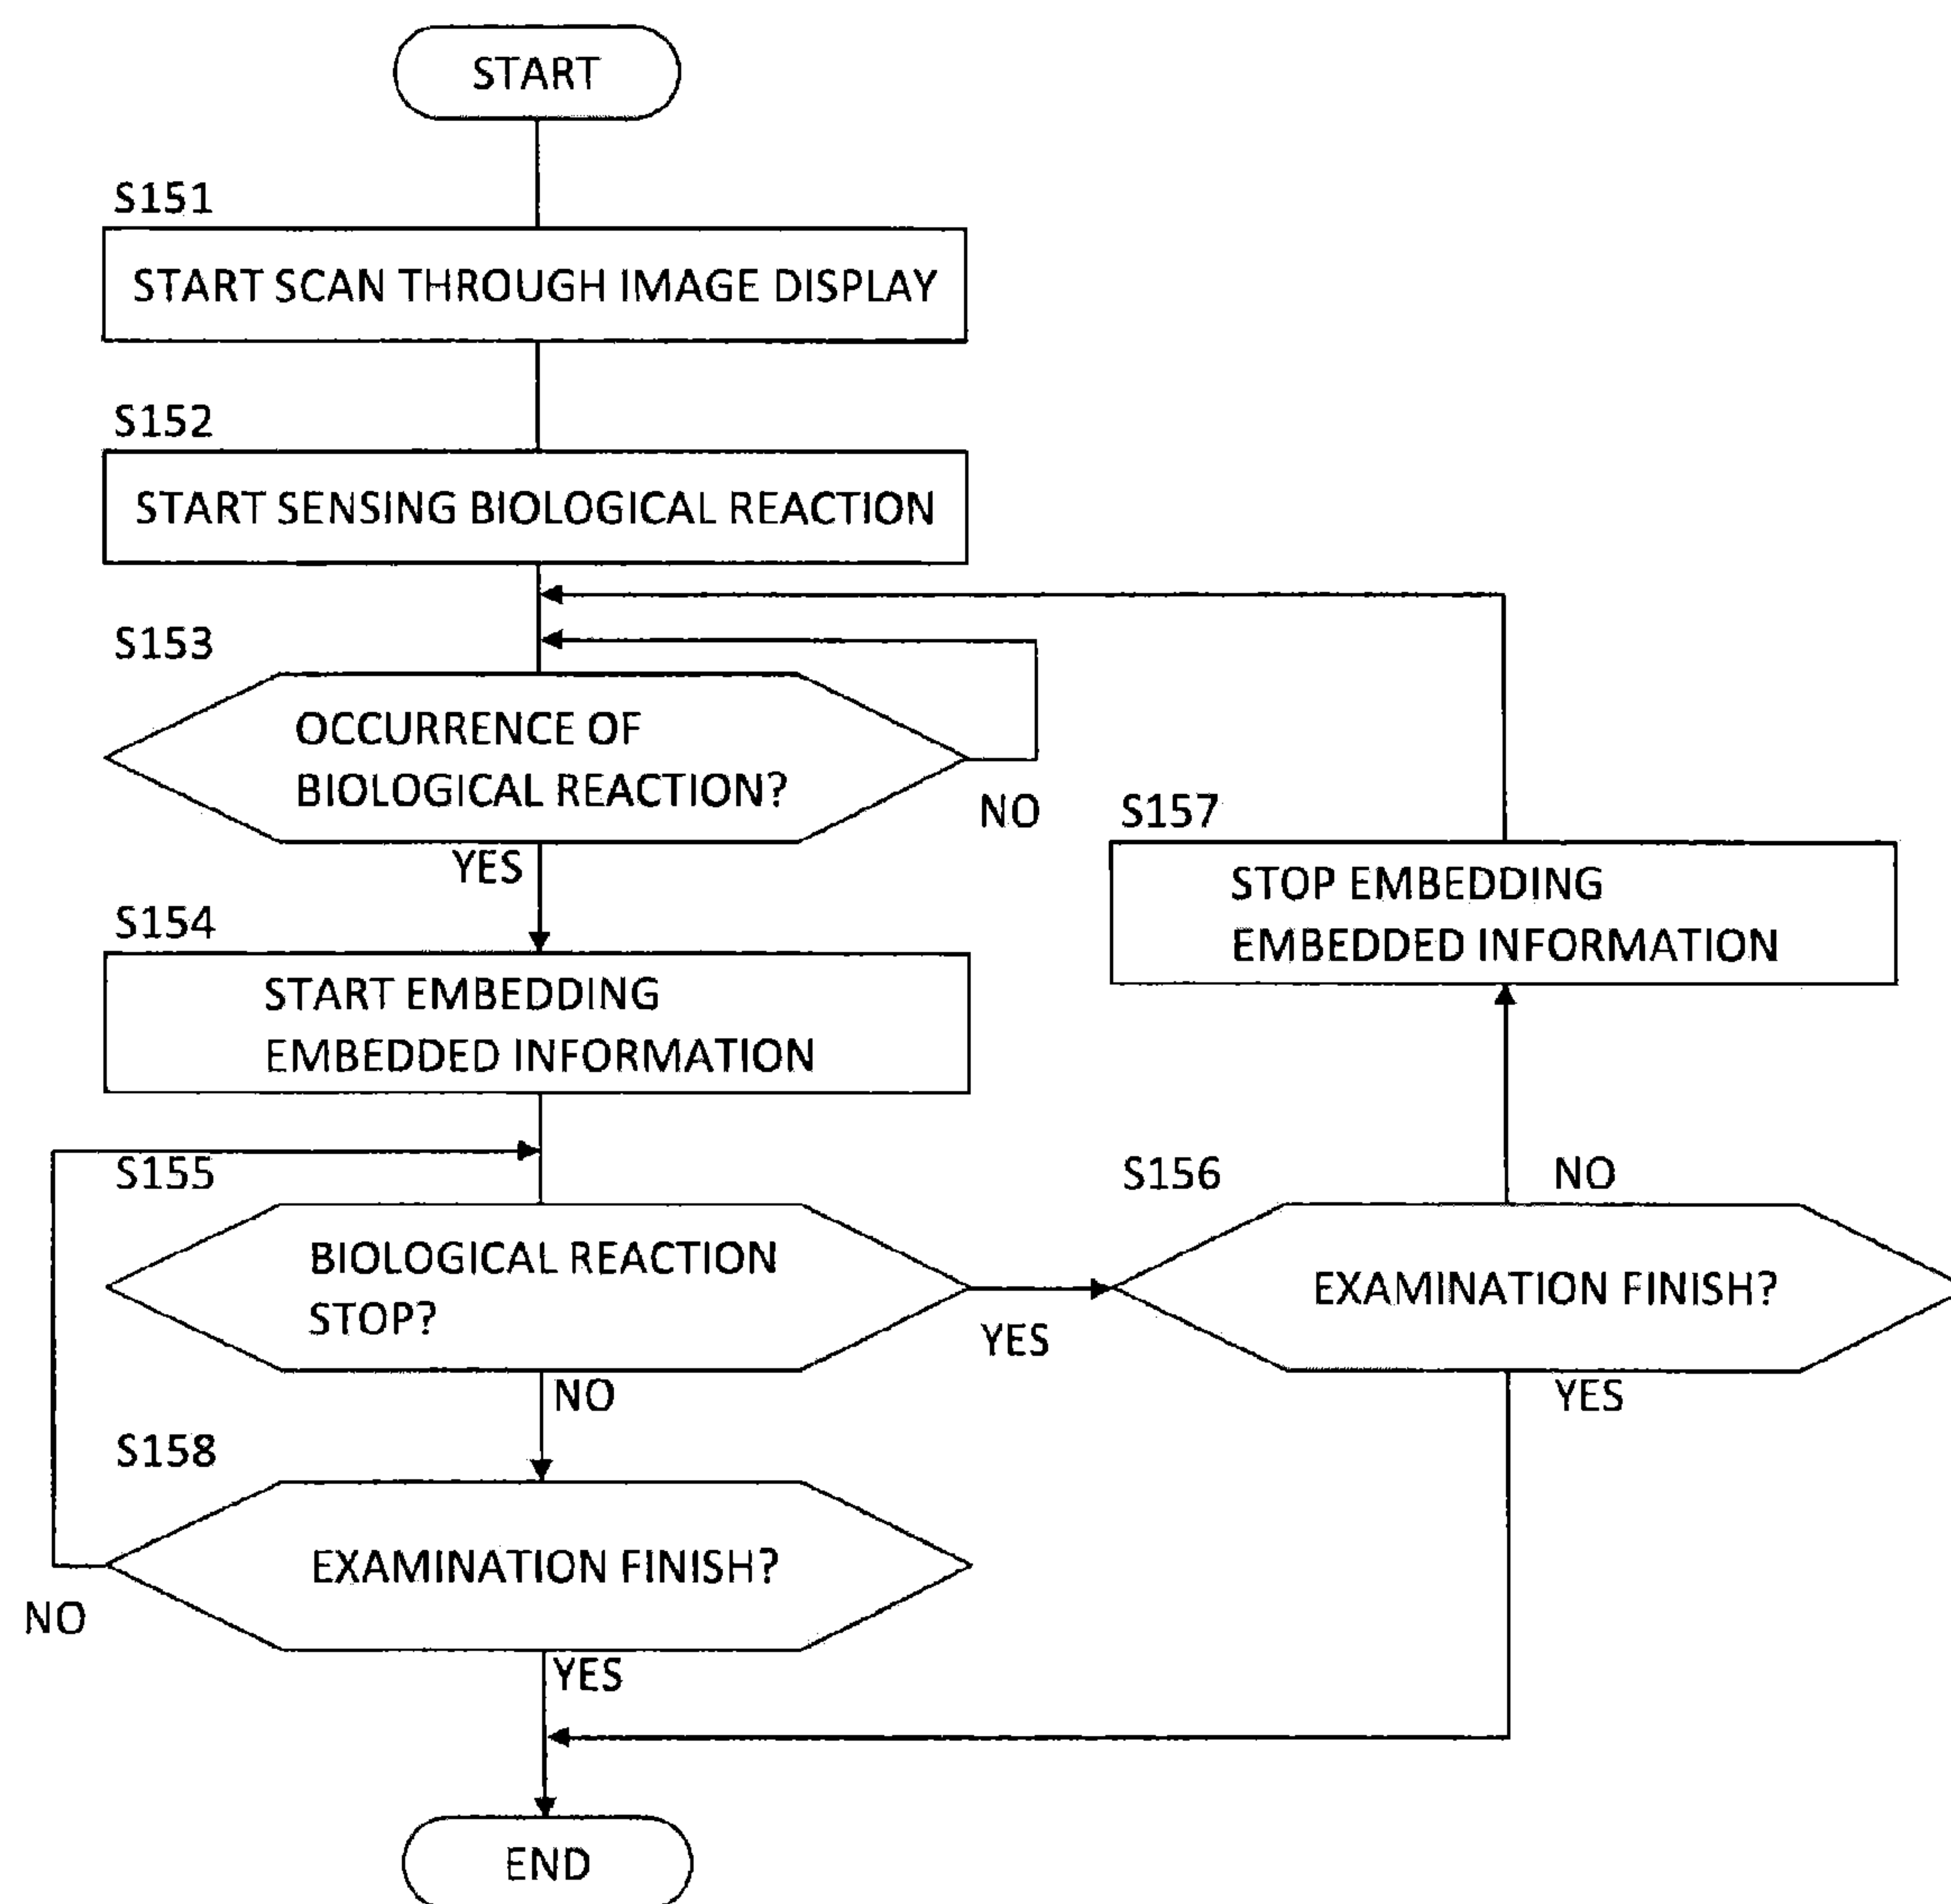 START
S151
START SCAN THROUGH IMAGE DISPLAY
S152
START SENSING BIOLOGICAL REACTION
S153
OCCURRENCE OF
BIOLOGICAL REACTION?
NO
YES
S154
START EMBEDDING
EMBEDDED INFORMATION
S155
BIOLOGICAL REACTION
STOP?
YES
NO
S156
EXAMINATION FINISH?
NO
YES
S157
STOP EMBEDDING
EMBEDDED INFORMATION
S158
EXAMINATION FINISH?
NO
YES
END